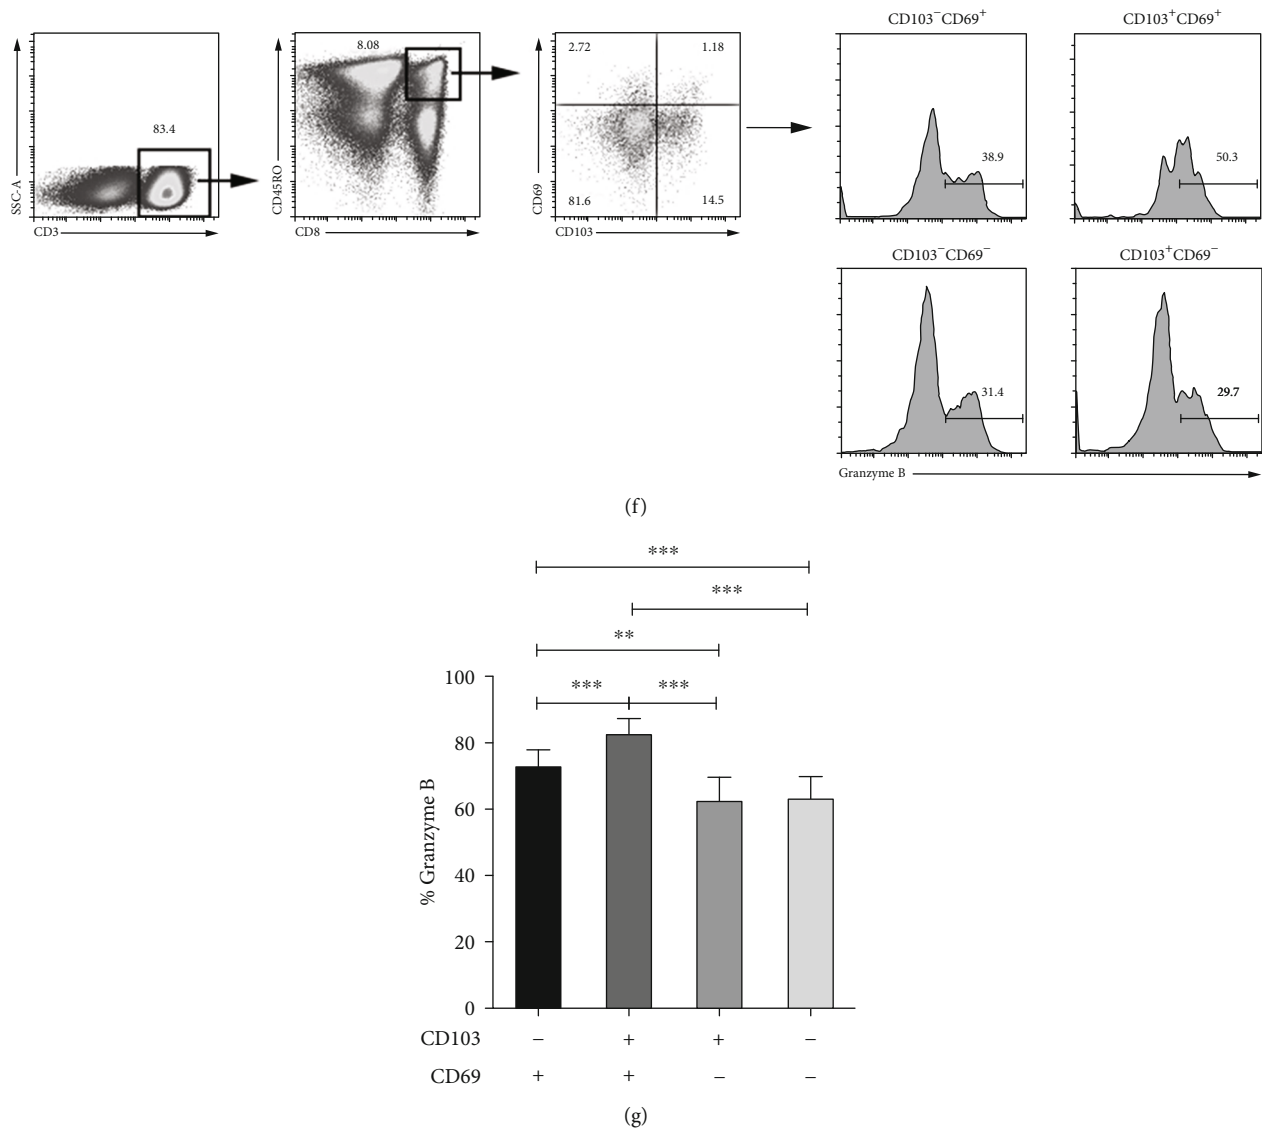 CD103⁻CD69⁺
CD103⁺CD69⁺
83.4
SSC-A
CD3
8.08
CD45RO
CD8
2.72
1.18
CD69
81.6
14.5
CD103
38.9
50.3
CD103⁻CD69⁻
CD103⁺CD69⁻
31.4
29.7
Granzyme B
(f)
***
***
**
*** ***
100
80
60
40
20
0
% Granzyme B
CD103 − + + −
CD69 + + − −
(g)